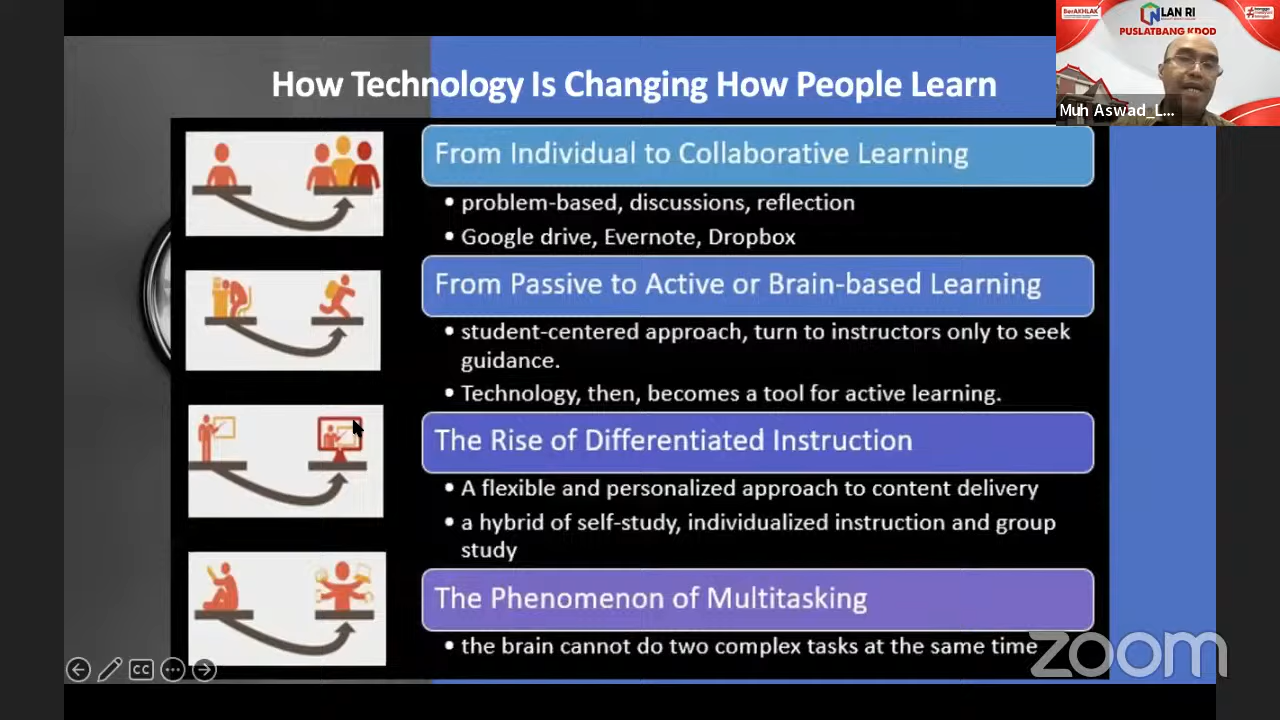 How Technology Is Changing How People Learn
From Individual to Collaborative Learning
• problem-based, discussions, reflection
• Google drive, Evernote, Dropbox
From Passive to Active or Brain-based Learning
• student-centered approach, turn to instructors only to seek
guidance.
• Technology, then, becomes a tool for active learning.
The Rise of Differentiated Instruction
• A flexible and personalized approach to content delivery
• a hybrid of self-study, individualized instruction and group
study
The Phenomenon of Multitasking
• the brain cannot do two complex tasks at the same time
BerAKHLAK
LAN RI
PUSLATBANG KDOD
Muh Aswad_L...
CC
zoom